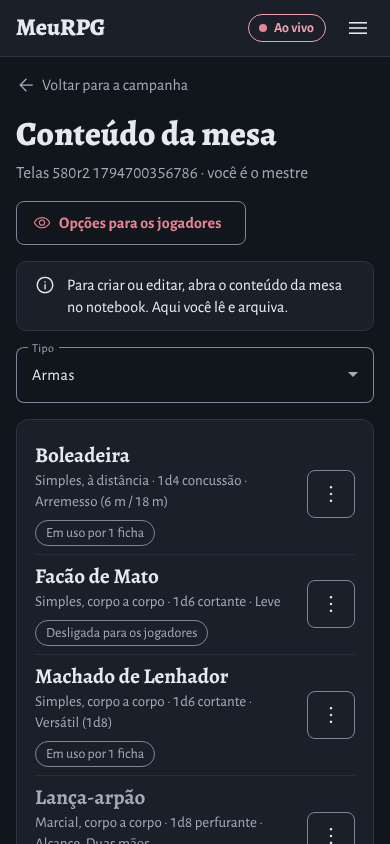 MeuRPG
Ao vivo
Voltar para a campanha
Conteúdo da mesa
Telas 580r2 1794700356786 · você é o mestre
Opções para os jogadores
Para criar ou editar, abra o conteúdo da mesa
no notebook. Aqui você lê e arquiva.
Tipo
Armas
Boleadeira
Simples, à distância · 1d4 concussão ·
Arremesso (6 m / 18 m)
Em uso por 1 ficha
Facão de Mato
Simples, corpo a corpo · 1d6 cortante · Leve
Desligada para os jogadores
Machado de Lenhador
Simples, corpo a corpo · 1d6 cortante ·
Versátil (1d8)
Em uso por 1 ficha
Lança-arpão
Marcial, corpo a corpo · 1d8 perfurante ·
Alcance, Duas mãos